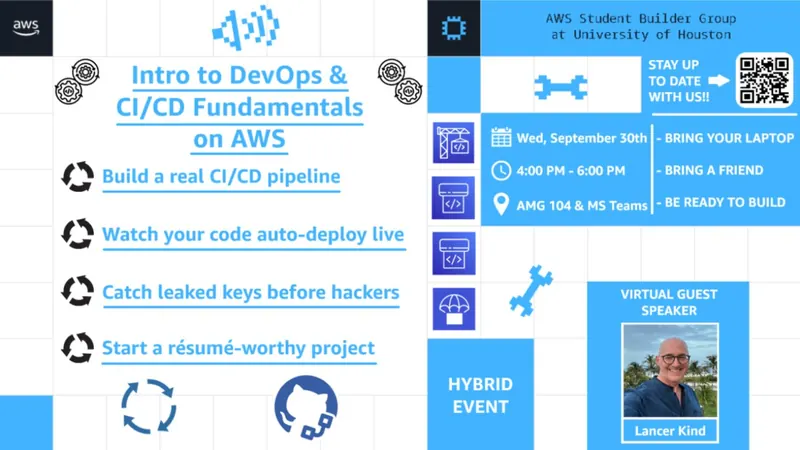 aws
Intro to DevOps &
CI/CD Fundamentals
on AWS
Build a real CI/CD pipeline
Watch your code auto-deploy live
Catch leaked keys before hackers
Start a résumé-worthy project
AWS Student Builder Group
at University of Houston
STAY UP
TO DATE
WITH US!!
Wed, September 30th
4:00 PM - 6:00 PM
AMG 104 & MS Teams
- BRING YOUR LAPTOP
- BRING A FRIEND
- BE READY TO BUILD
HYBRID
EVENT
VIRTUAL GUEST
SPEAKER
Lancer Kind